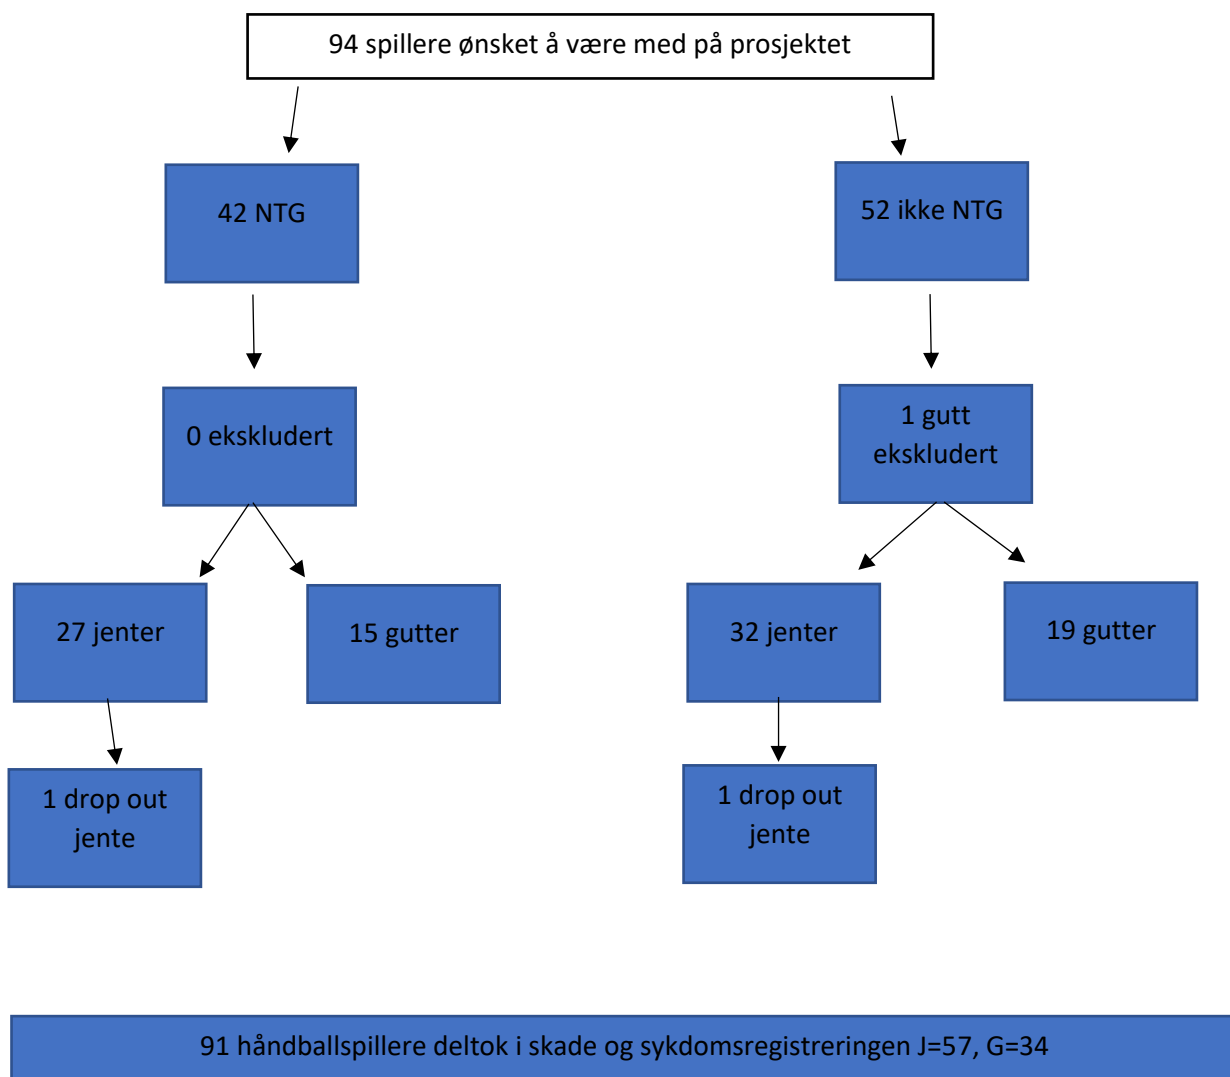 94 spillere ønsket å være med på prosjektet
42 NTG
52 ikke NTG
0 ekskludert
1 gutt
ekskludert
27 jenter
15 gutter
32 jenter
19 gutter
1 drop out
jente
1 drop out
jente
91 håndballspillere deltok i skade og sykdomsregistreringen J=57, G=34